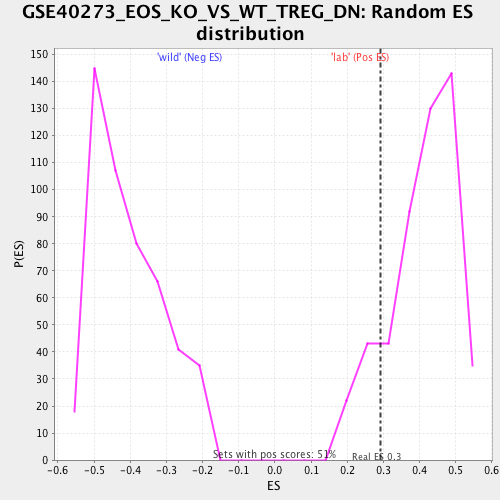 GSE40273_EOS_KO_VS_WT_TREG_DN: Random ES
distribution
'wild' (Neg ES)
'lab' (Pos ES)
150
140
130
120
110
100
90
80
70
60
50
40
30
20
10
0
P(ES)
Sets with pos scores: 51%
Real ES 0.3
-0.6 -0.5 -0.4 -0.3 -0.2 -0.1 0.0 0.1 0.2 0.3 0.4 0.5 0.6
ES